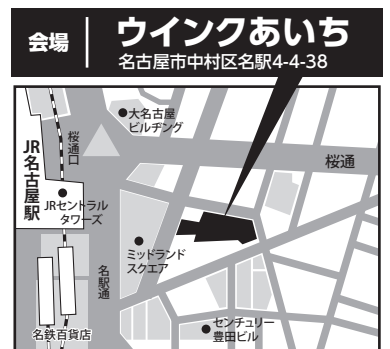 会場
ウインクあいち
名古屋市中村区名駅4-4-38
大名古屋
ビルヂング
桜通口
桜通
JR名古屋駅
JRセントラル
タワーズ
ミッドランド
スクエア
名駅通
センチュリー
豊田ビル
名鉄百貨店